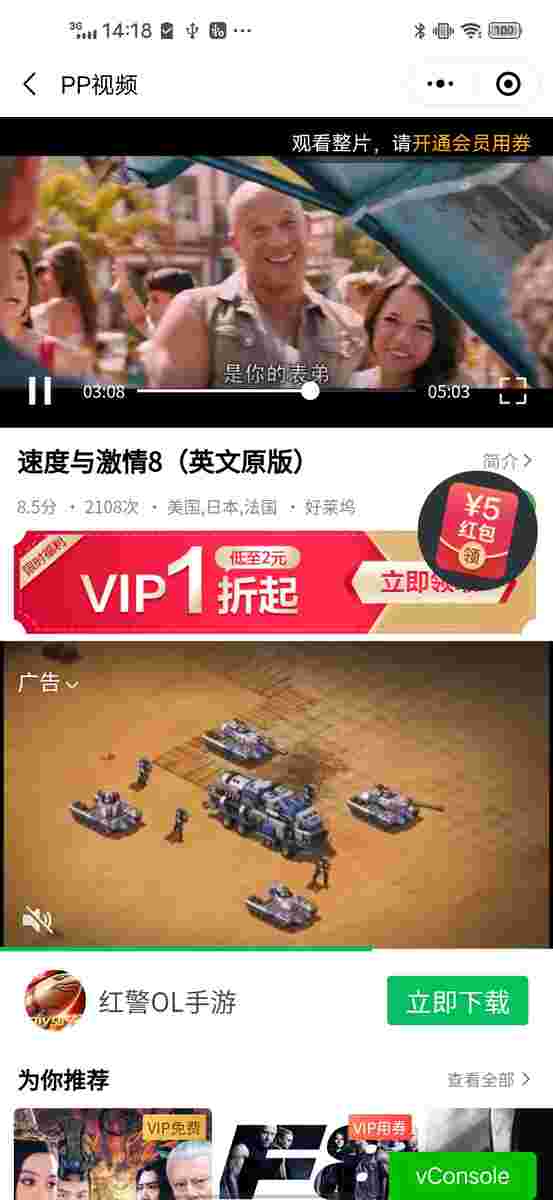 3G 14:18 100
PP视频
观看整片，请开通会员用券
是你的表弟
03:08 05:03
速度与激情8（英文原版）
简介
8.5分 · 2108次 · 美国,日本,法国 · 好莱坞
¥5
红包
领
限时福利
低至2元
VIP1折起
立即领
广告
红警OL手游
立即下载
为你推荐
查看全部
VIP免费
VIP用券
F8
vConsole